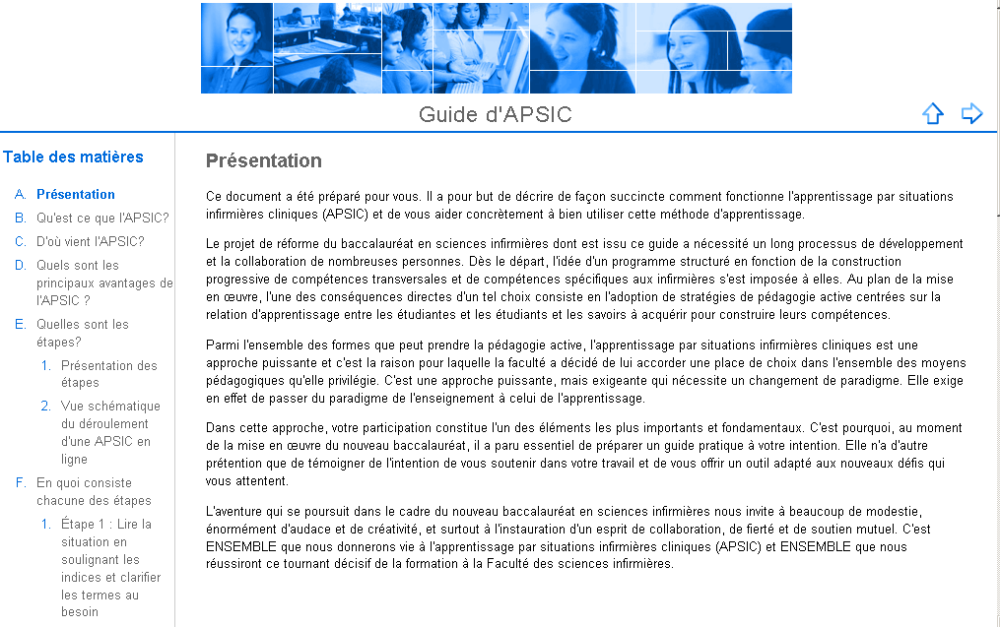 Guide d'APSIC
Table des matières
A. Présentation
B. Qu'est ce que l'APSIC?
C. D'où vient l'APSIC?
D. Quels sont les
principaux avantages de
l'APSIC ?
E. Quelles sont les
étapes?
1. Présentation des
étapes
2. Vue schématique
du déroulement
d'une APSIC en
ligne
F. En quoi consiste
chacune des étapes
1. Étape 1 : Lire la
situation en
soulignant les
indices et clarifier
les termes au
besoin
Présentation
Ce document a été préparé pour vous. Il a pour but de décrire de façon succincte comment fonctionne l'apprentissage par situations
infirmières cliniques (APSIC) et de vous aider concrètement à bien utiliser cette méthode d'apprentissage.
Le projet de réforme du baccalauréat en sciences infirmières dont est issu ce guide a nécessité un long processus de développement
et la collaboration de nombreuses personnes. Dès le départ, l'idée d'un programme structuré en fonction de la construction
progressive de compétences transversales et de compétences spécifiques aux infirmières s'est imposée à elles. Au plan de la mise
en œuvre, l'une des conséquences directes d'un tel choix consiste en l'adoption de stratégies de pédagogie active centrées sur la
relation d'apprentissage entre les étudiantes et les étudiants et les savoirs à acquérir pour construire leurs compétences.
Parmi l'ensemble des formes que peut prendre la pédagogie active, l'apprentissage par situations infirmières cliniques est une
approche puissante et c'est la raison pour laquelle la faculté a décidé de lui accorder une place de choix dans l'ensemble des moyens
pédagogiques qu'elle privilégie. C'est une approche puissante, mais exigeante qui nécessite un changement de paradigme. Elle exige
en effet de passer du paradigme de l'enseignement à celui de l'apprentissage.
Dans cette approche, votre participation constitue l'un des éléments les plus importants et fondamentaux. C'est pourquoi, au moment
de la mise en œuvre du nouveau baccalauréat, il a paru essentiel de préparer un guide pratique à votre intention. Elle n'a d'autre
prétention que de témoigner de l'intention de vous soutenir dans votre travail et de vous offrir un outil adapté aux nouveaux défis qui
vous attentent.
L'aventure qui se poursuit dans le cadre du nouveau baccalauréat en sciences infirmières nous invite à beaucoup de modestie,
énormément d'audace et de créativité, et surtout à l'instauration d'un esprit de collaboration, de fierté et de soutien mutuel. C'est
ENSEMBLE que nous donnerons vie à l'apprentissage par situations infirmières cliniques (APSIC) et ENSEMBLE que nous
réussiront ce tournant décisif de la formation à la Faculté des sciences infirmières.